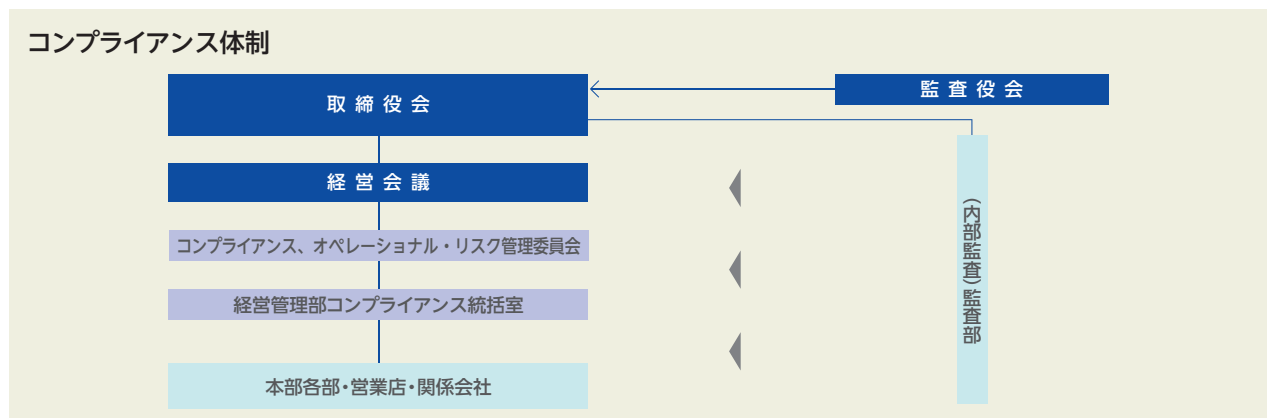 コンプライアンス体制
取締役会
監査役会
経営会議
コンプライアンス、オペレーショナル・リスク管理委員会
経営管理部コンプライアンス統括室
本部各部・営業店・関係会社
(内部監査)監査部